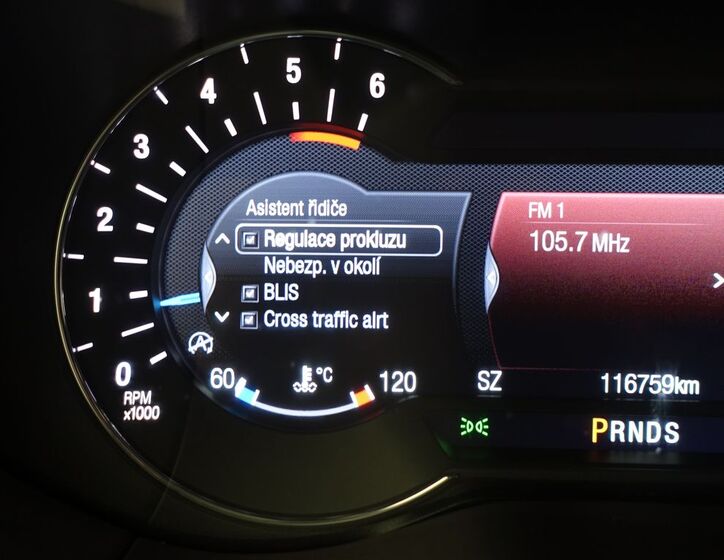 6
5
4
3
2
1
0
RPM
x1000
Asistent řidiče
Regulace prokluzu
Nebezp. v okolí
BLIS
Cross traffic alrt
60
°C
120
FM 1
105.7 MHz
SZ
116759km
PRNDS